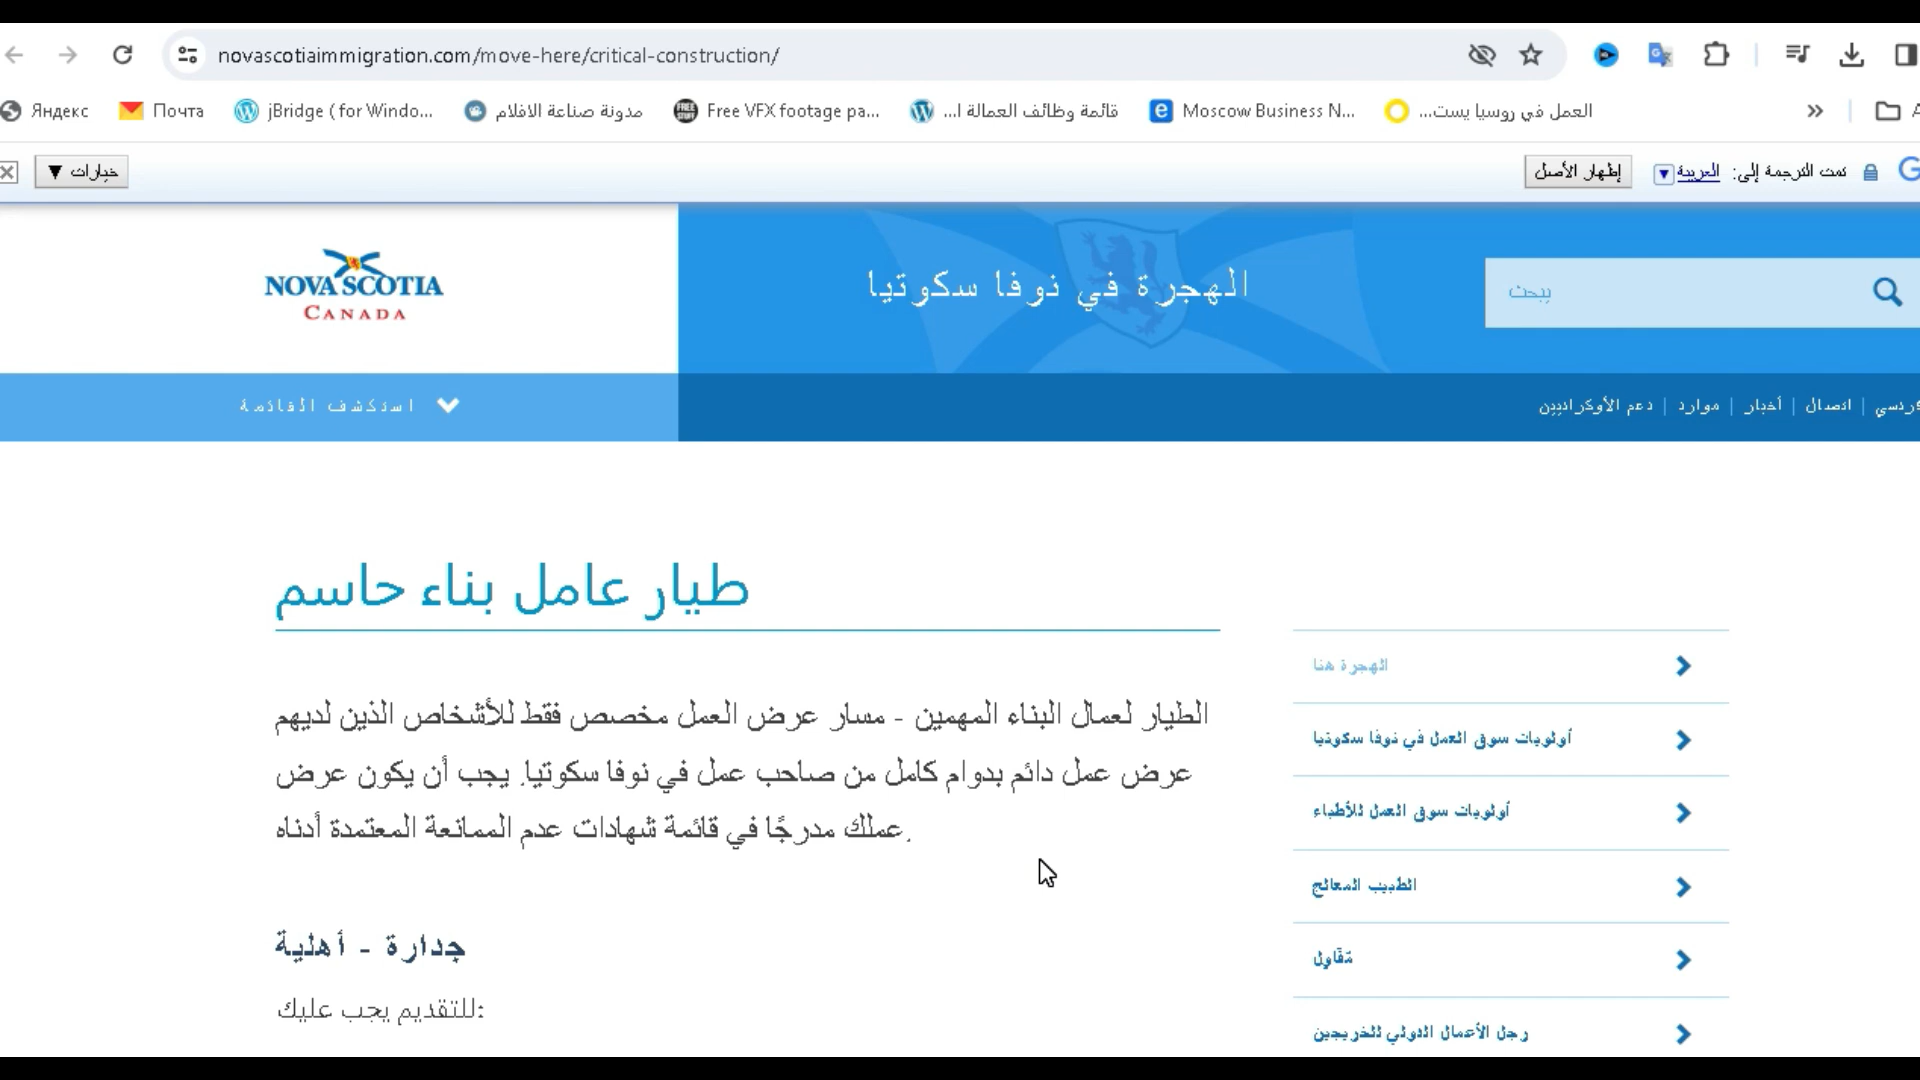 novascotiaimmigration.com/move-here/critical-construction/
Яндекс
Почта
jBridge ( for Windo...
مدونة صناعة الافلام
Free VFX footage pa...
قائمة وظائف العمالة ا...
Moscow Business N...
العمل في روسيا يست...
خيارات ▼
إظهار الأصل
تمت الترجمة إلى: العربية
NOVA SCOTIA
CANADA
الهجرة في نوفا سكوتيا
يبحث
استكشف القائمة
اتصال | أخبار | موارد | دعم الأوكرانيين
طيار عامل بناء حاسم
الطيار لعمال البناء المهمين - مسار عرض العمل مخصص فقط للأشخاص الذين لديهم
عرض عمل دائم بدوام كامل من صاحب عمل في نوفا سكوتيا. يجب أن يكون عرض
عملك مدرجًا في قائمة شهادات عدم الممانعة المعتمدة أدناه.
جدارة - أهلية
للتقديم يجب عليك:
الهجرة هنا
أولويات سوق العمل في نوفا سكوتيا
أولويات سوق العمل للأطباء
الطبيب المعالج
مُقَاوِل
رجل الأعمال الدولي للخريجين